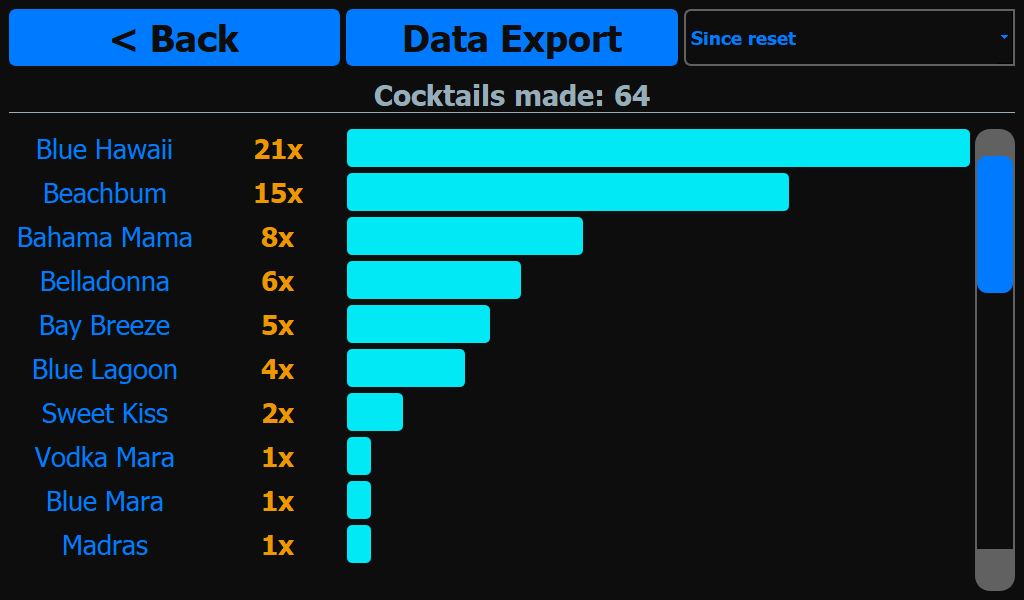 < Back Data Export Since reset
Cocktails made: 64
Blue Hawaii 21x
Beachbum 15x
Bahama Mama 8x
Belladonna 6x
Bay Breeze 5x
Blue Lagoon 4x
Sweet Kiss 2x
Vodka Mara 1x
Blue Mara 1x
Madras 1x